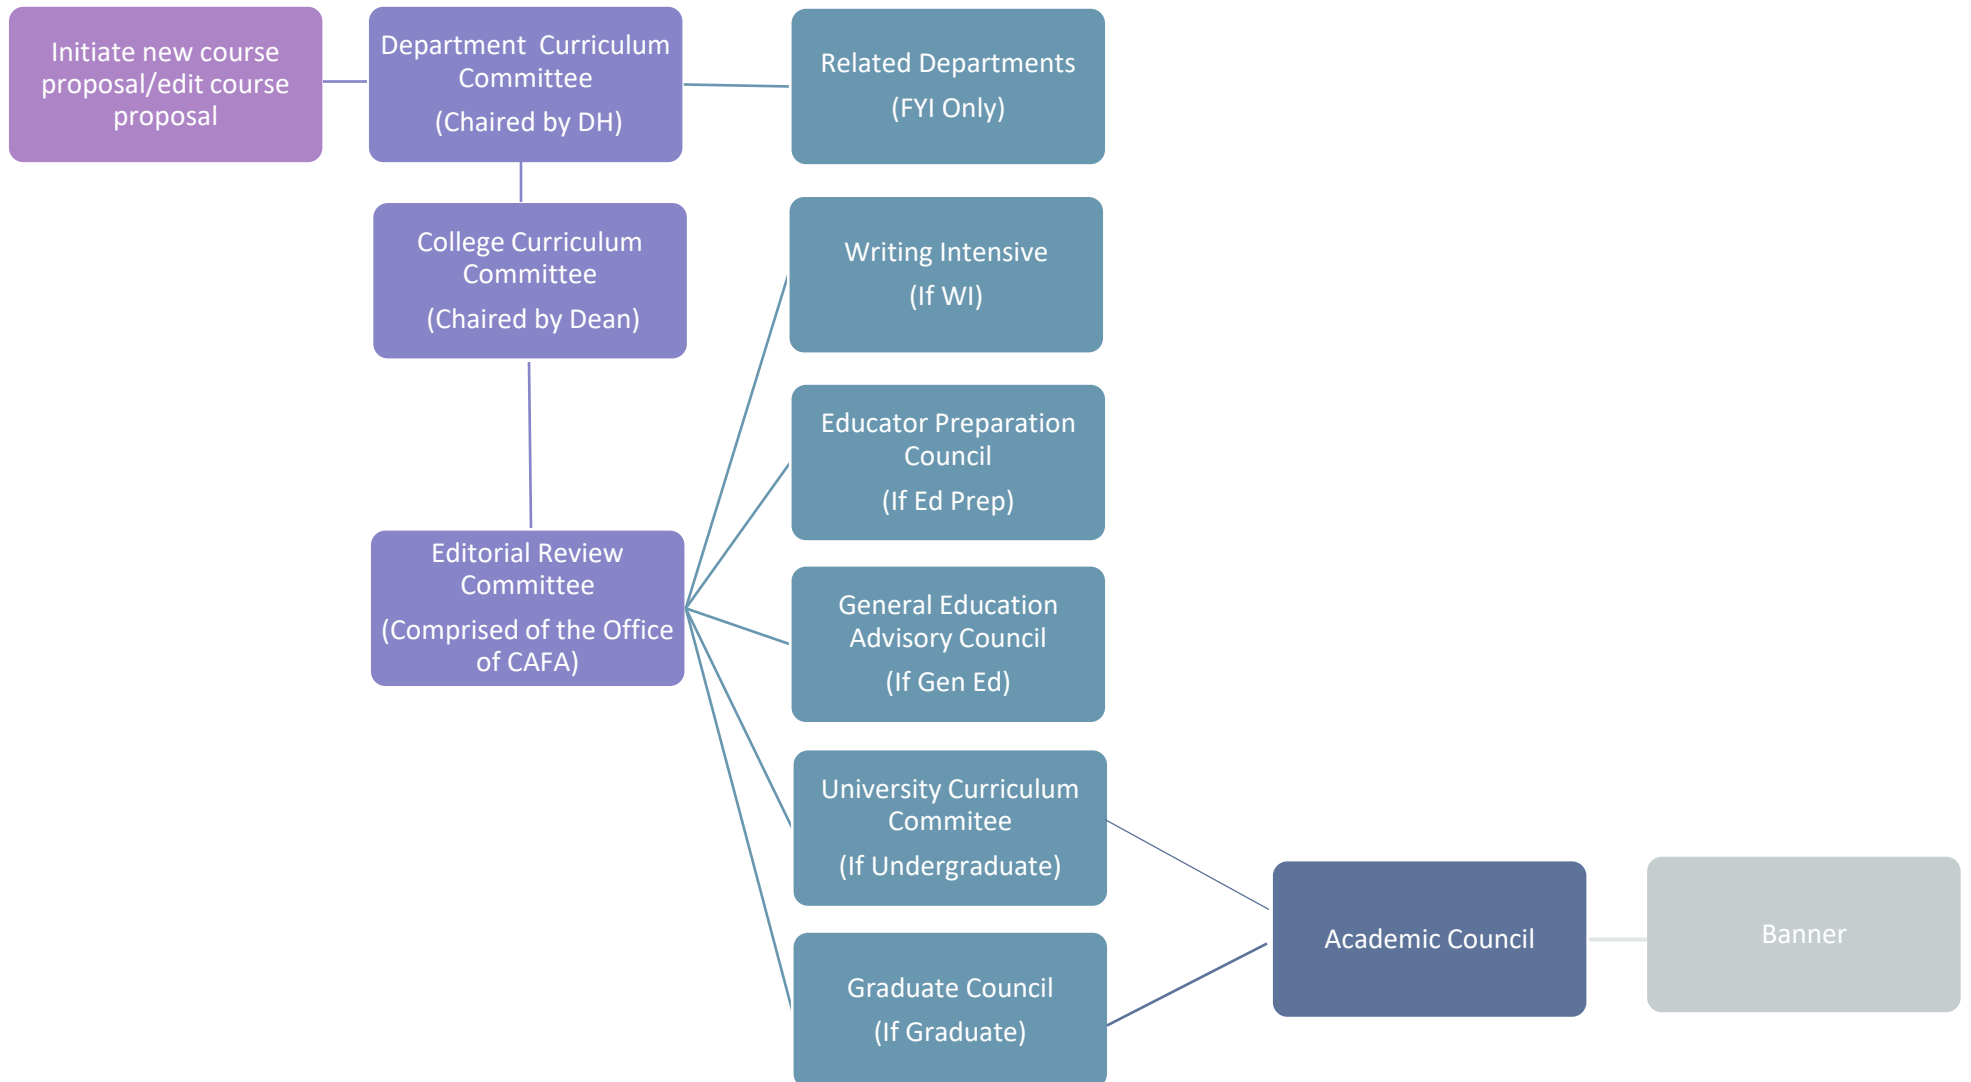 Initiate new course
proposal/edit course
proposal
Department  Curriculum
Committee
(Chaired by DH)
Related Departments
(FYI Only)
College Curriculum
Committee
(Chaired by Dean)
Writing Intensive
(If WI)
Educator Preparation
Council
(If Ed Prep)
Editorial Review
Committee
(Comprised of the Office
of CAFA)
General Education
Advisory Council
(If Gen Ed)
University Curriculum
Commitee
(If Undergraduate)
Graduate Council
(If Graduate)
Academic Council
Banner